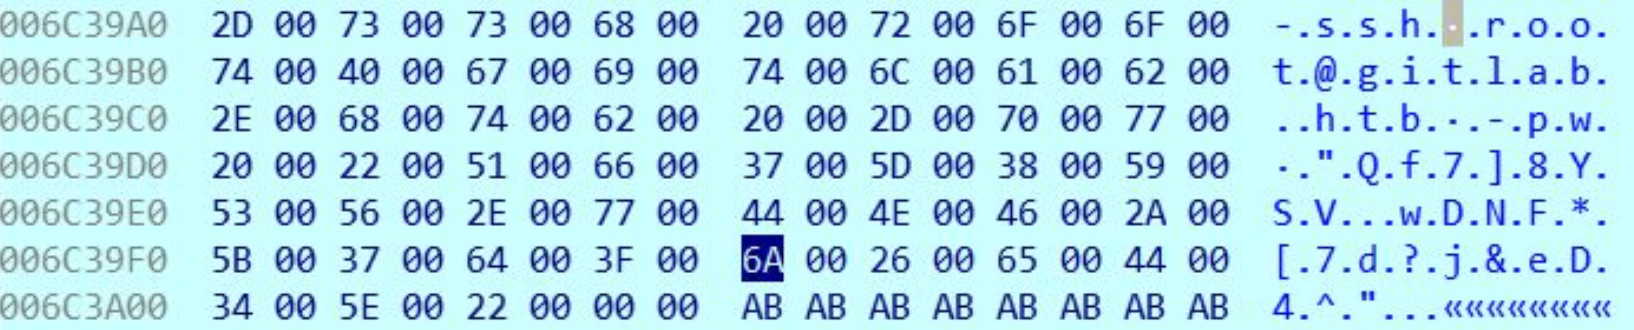 006C39A0 2D 00 73 00 73 00 68 00 20 00 72 00 6F 00 6F 00 -.s.s.h.·.r.o.o.
006C39B0 74 00 40 00 67 00 69 00 74 00 6C 00 61 00 62 00 t.@.g.i.t.l.a.b.
006C39C0 2E 00 68 00 74 00 62 00 20 00 2D 00 70 00 77 00 ..h.t.b.·.-.p.w.
006C39D0 20 00 22 00 51 00 66 00 37 00 5D 00 38 00 59 00 ·.".Q.f.7.].8.Y.
006C39E0 53 00 56 00 2E 00 77 00 44 00 4E 00 46 00 2A 00 S.V...w.D.N.F.*.
006C39F0 5B 00 37 00 64 00 3F 00 6A 00 26 00 65 00 44 00 [.7.d.?.j.&.e.D.
006C3A00 34 00 5E 00 22 00 00 00 AB AB AB AB AB AB AB AB 4.^."...««««««««